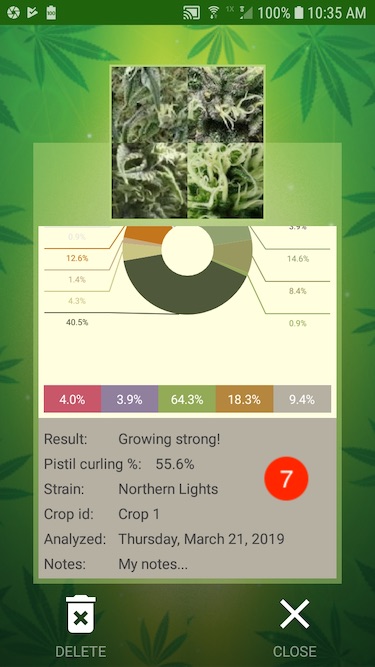 1X 100% 10:35 AM
3.9%
0.9%
12.6% 14.6%
1.4% 8.4%
4.3%
40.5% 0.9%
4.0% 3.9% 64.3% 18.3% 9.4%
Result: Growing strong!
Pistil curling %: 55.6%
7
Strain: Northern Lights
Crop id: Crop 1
Analyzed: Thursday, March 21, 2019
Notes: My notes...
DELETE CLOSE